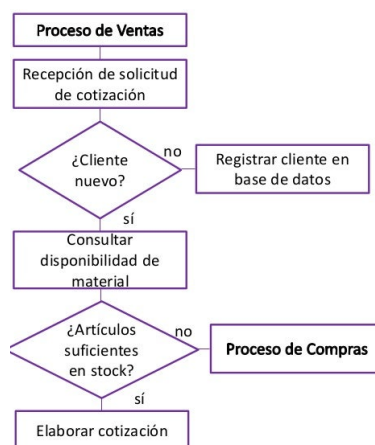 Proceso de Ventas
Recepción de solicitud
de cotización
¿Cliente
nuevo?
no
Registrar cliente en
base de datos
sí
Consultar
disponibilidad de
material
¿Artículos
suficientes
en stock?
no
Proceso de Compras
sí
Elaborar cotización